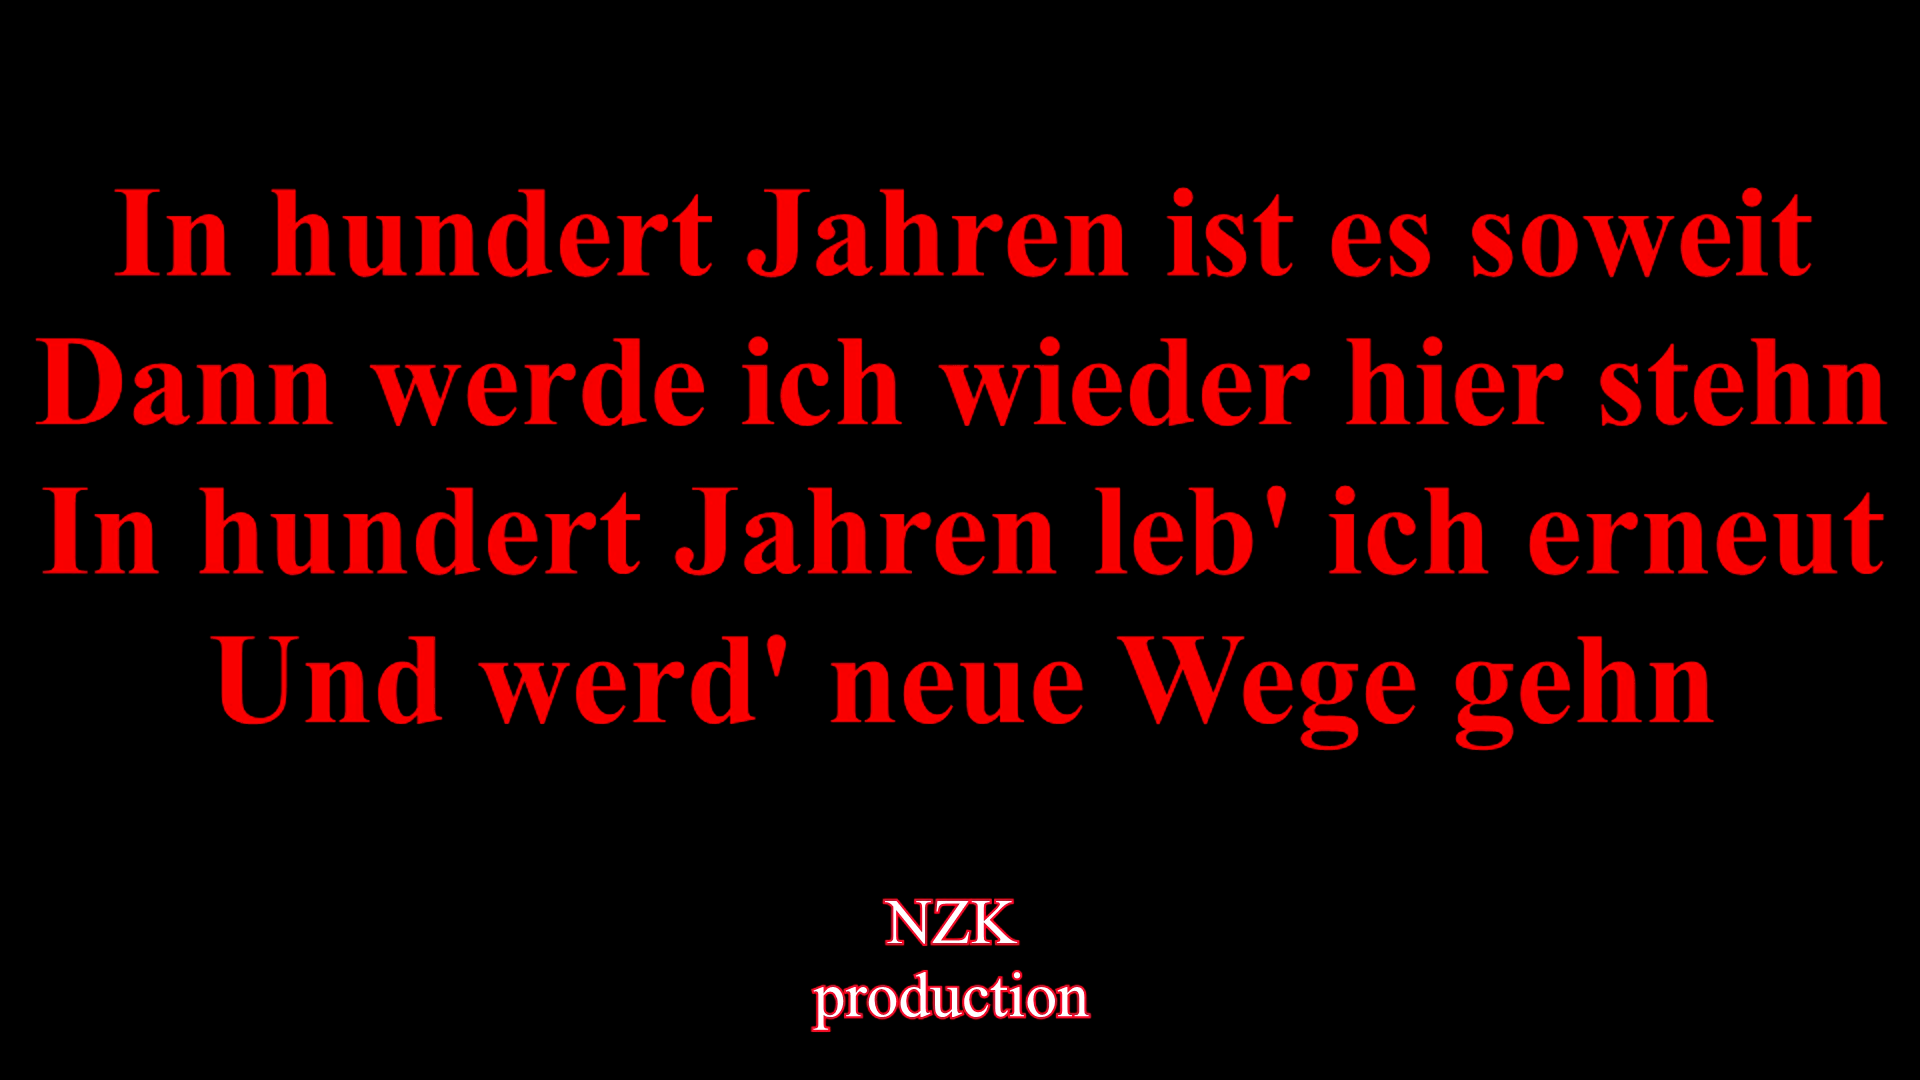 In hundert Jahren ist es soweit
Dann werde ich wieder hier stehn
In hundert Jahren leb' ich erneut
Und werd' neue Wege gehn
NZK
production